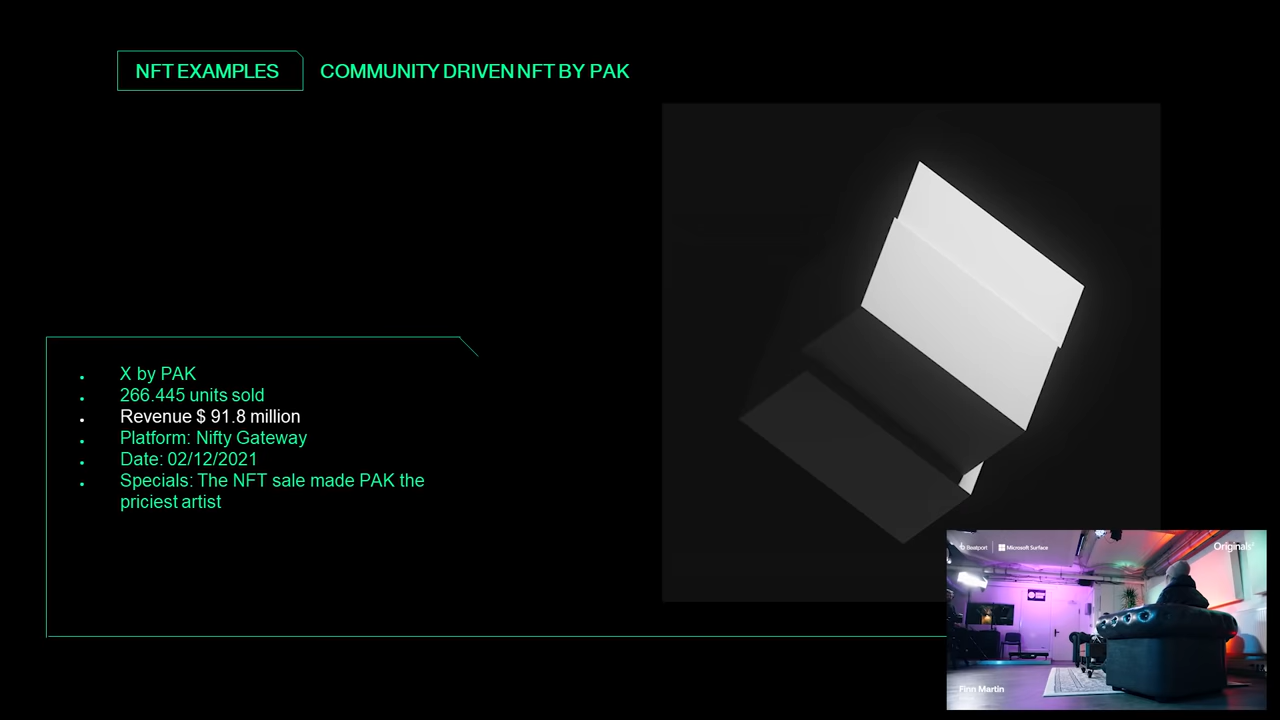 NFT EXAMPLES
COMMUNITY DRIVEN NFT BY PAK
X by PAK
266.445 units sold
Revenue $ 91.8 million
Platform: Nifty Gateway
Date: 02/12/2021
Specials: The NFT sale made PAK the
priciest artist
Beatport
Microsoft Surface
Originals
Finn Martin